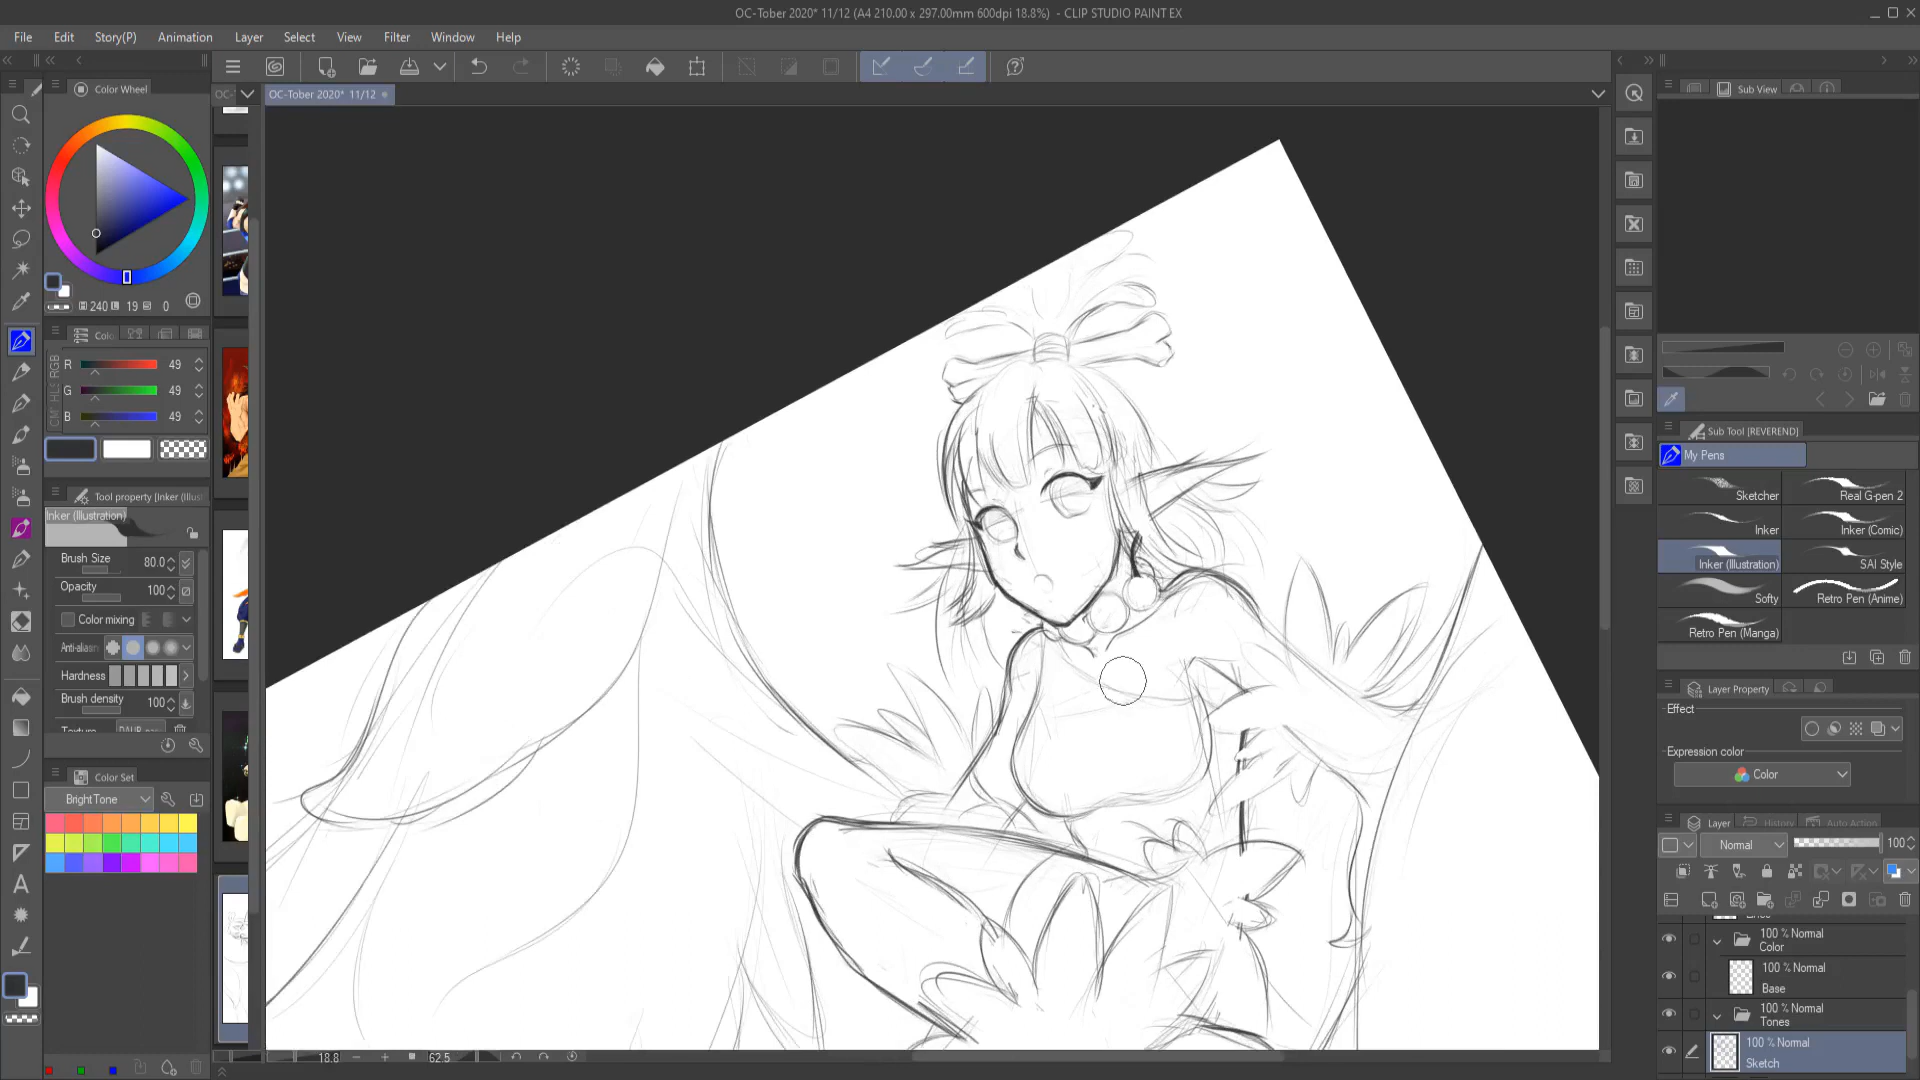 OC-Tober 2020* 11/12 (A4 210.00 x 297.00mm 600dpi 18.8%) - CLIP STUDIO PAINT EX
File Edit Story(P) Animation Layer Select View Filter Window Help
Color Wheel
OC-Tober 2020* 11/12
Sub View
240 19 0
R 49
G 49
B 49
Sub Tool [REVEREND]
My Pens
Sketcher Real G-pen 2
Inker Inker (Comic)
Inker (Illustration) SAI Style
Softy Retro Pen (Anime)
Retro Pen (Manga)
Tool property [Inker (Illust
Inker (Illustration)
Brush Size 80.0
Opacity 100
Color mixing
Hardness
Brush density 100
Color Set
BrightTone
Layer Property
Effect
Expression color
Color
Layer History Auto Action
Normal 100
100 % Normal
Color
100 % Normal
Base
100 % Normal
Tones
100 % Normal
Sketch
18.8 62.5